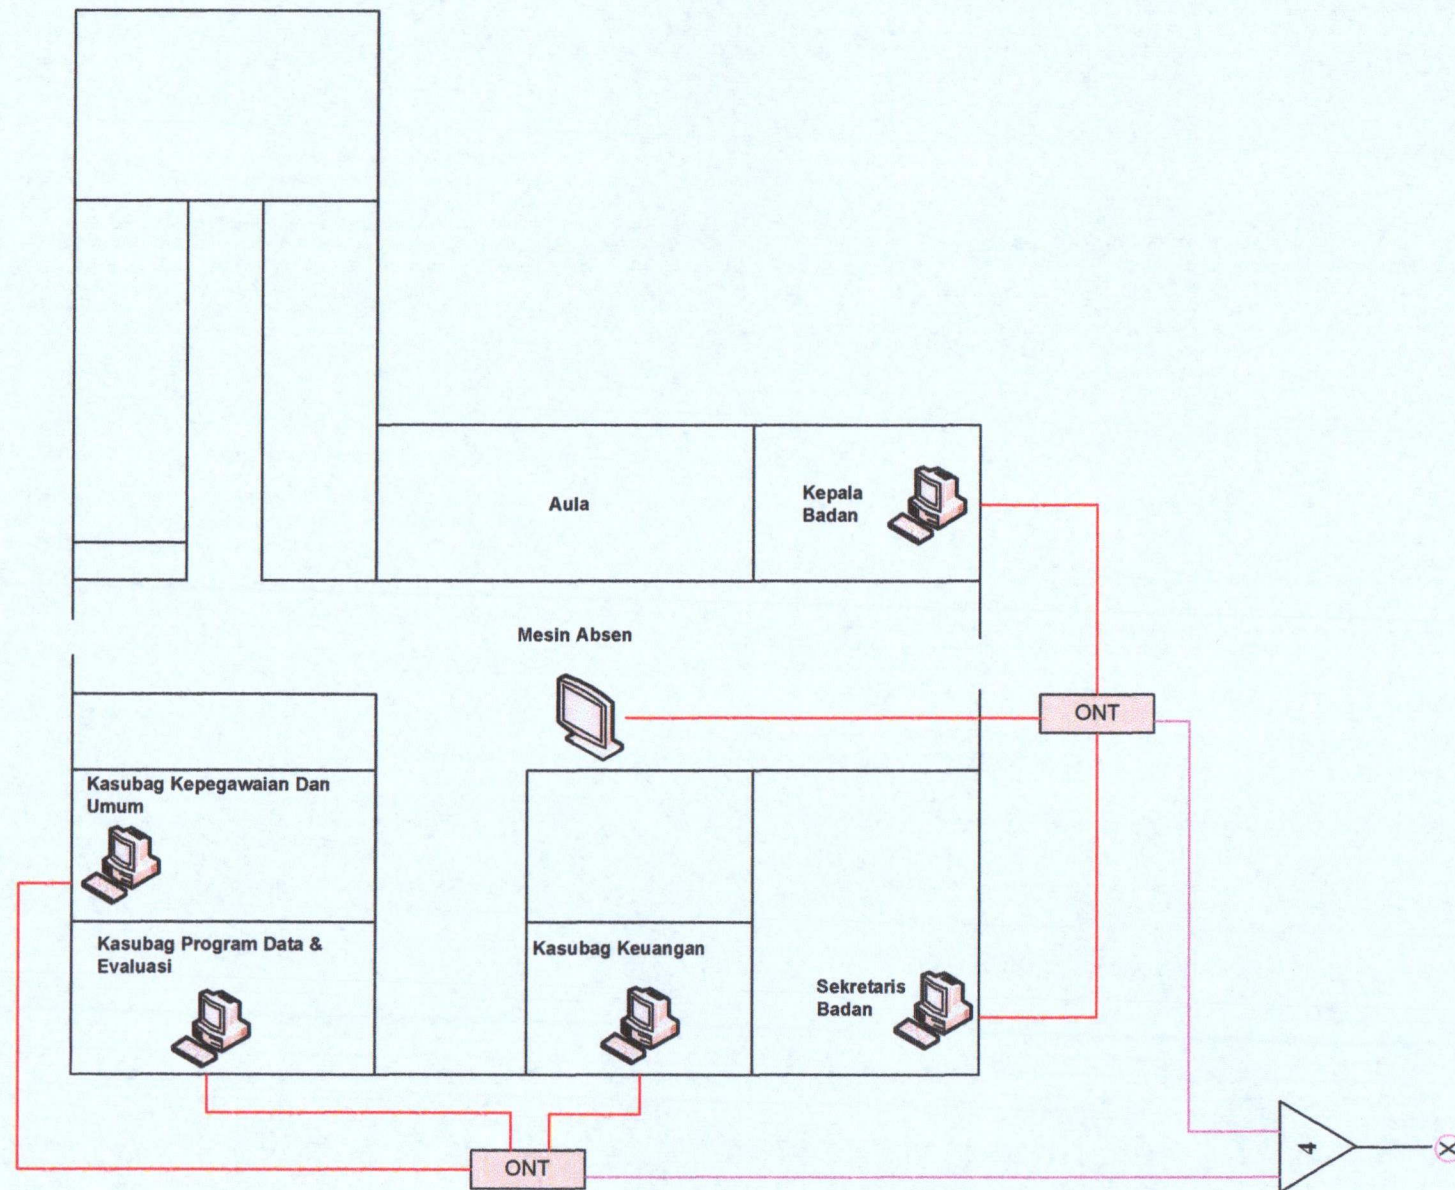 Aula
Kepala
Badan
Mesin Absen
ONT
Kasubag Kepegawaian Dan
Umum
Kasubag Program Data &
Evaluasi
Kasubag Keuangan
Sekretaris
Badan
4
ONT
X